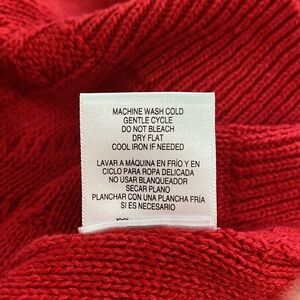 MACHINE WASH COLD
GENTLE CYCLE
DO NOT BLEACH
DRY FLAT
COOL IRON IF NEEDED
LAVAR A MÁQUINA EN FRÍO Y EN
CICLO PARA ROPA DELICADA
NO USAR BLANQUEADOR
SECAR PLANO
PLANCHAR CON UNA PLANCHA FRÍA
SI ES NECESARIO